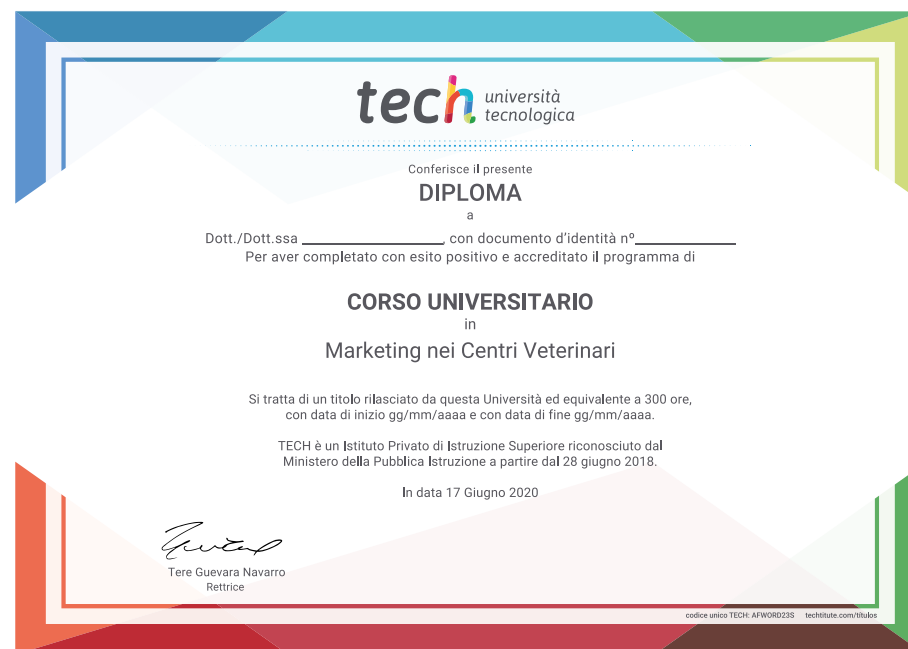 tech università
tecnologica
Conferisce il presente
DIPLOMA
a
Dott./Dott.ssa ____________________, con documento d'identità nº______________
Per aver completato con esito positivo e accreditato il programma di
CORSO UNIVERSITARIO
in
Marketing nei Centri Veterinari
Si tratta di un titolo rilasciato da questa Università ed equivalente a 300 ore,
con data di inizio gg/mm/aaaa e con data di fine gg/mm/aaaa.
TECH è un Istituto Privato di Istruzione Superiore riconosciuto dal
Ministero della Pubblica Istruzione a partire dal 28 giugno 2018.
In data 17 Giugno 2020
Tere Guevara Navarro
Rettrice
codice unico TECH: AFWORD23S techtitute.com/titulos